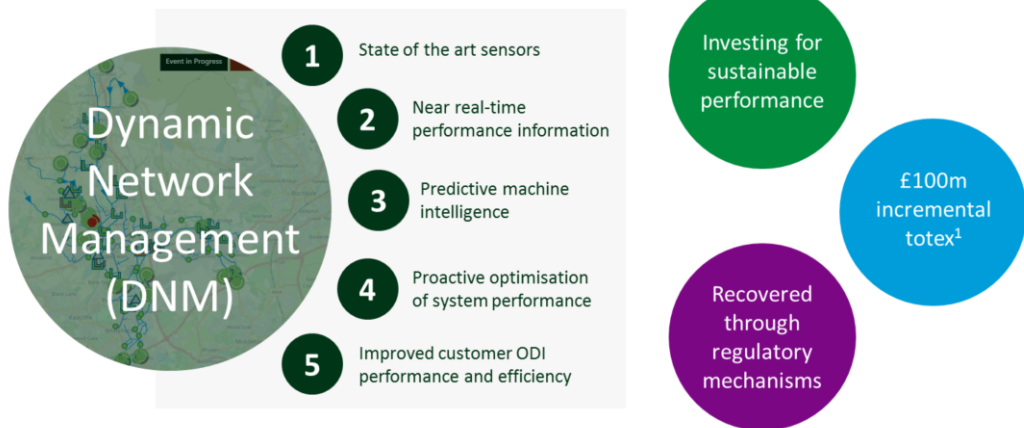 Event in Progress
Dynamic
Network
Management
(DNM)
1
State of the art sensors
2
Near real-time
performance information
3
Predictive machine
intelligence
4
Proactive optimisation
of system performance
5
Improved customer ODI
performance and efficiency
Investing for
sustainable
performance
£100m
incremental
totex¹
Recovered
through
regulatory
mechanisms